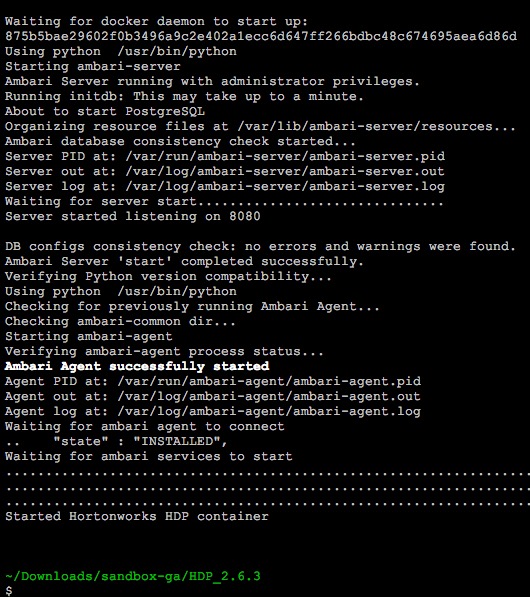 Waiting for docker daemon to start up:
875b5bae29602f0b3496a9c2e402a1ecc6d647ff266bdbc48c674695aea6d86d
Using python  /usr/bin/python
Starting ambari-server
Ambari Server running with administrator privileges.
Running initdb: This may take up to a minute.
About to start PostgreSQL
Organizing resource files at /var/lib/ambari-server/resources...
Ambari database consistency check started...
Server PID at: /var/run/ambari-server/ambari-server.pid
Server out at: /var/log/ambari-server/ambari-server.out
Server log at: /var/log/ambari-server/ambari-server.log
Waiting for server start...............................
Server started listening on 8080
DB configs consistency check: no errors and warnings were found.
Ambari Server 'start' completed successfully.
Verifying Python version compatibility...
Using python  /usr/bin/python
Checking for previously running Ambari Agent...
Checking ambari-common dir...
Starting ambari-agent
Verifying ambari-agent process status...
Ambari Agent successfully started
Agent PID at: /var/run/ambari-agent/ambari-agent.pid
Agent out at: /var/log/ambari-agent/ambari-agent.out
Agent log at: /var/log/ambari-agent/ambari-agent.log
Waiting for ambari agent to connect
..    "state" : "INSTALLED",
Waiting for ambari services to start
..................................................................
..................................................................
..................................................................
Started Hortonworks HDP container
~/Downloads/sandbox-ga/HDP_2.6.3
$